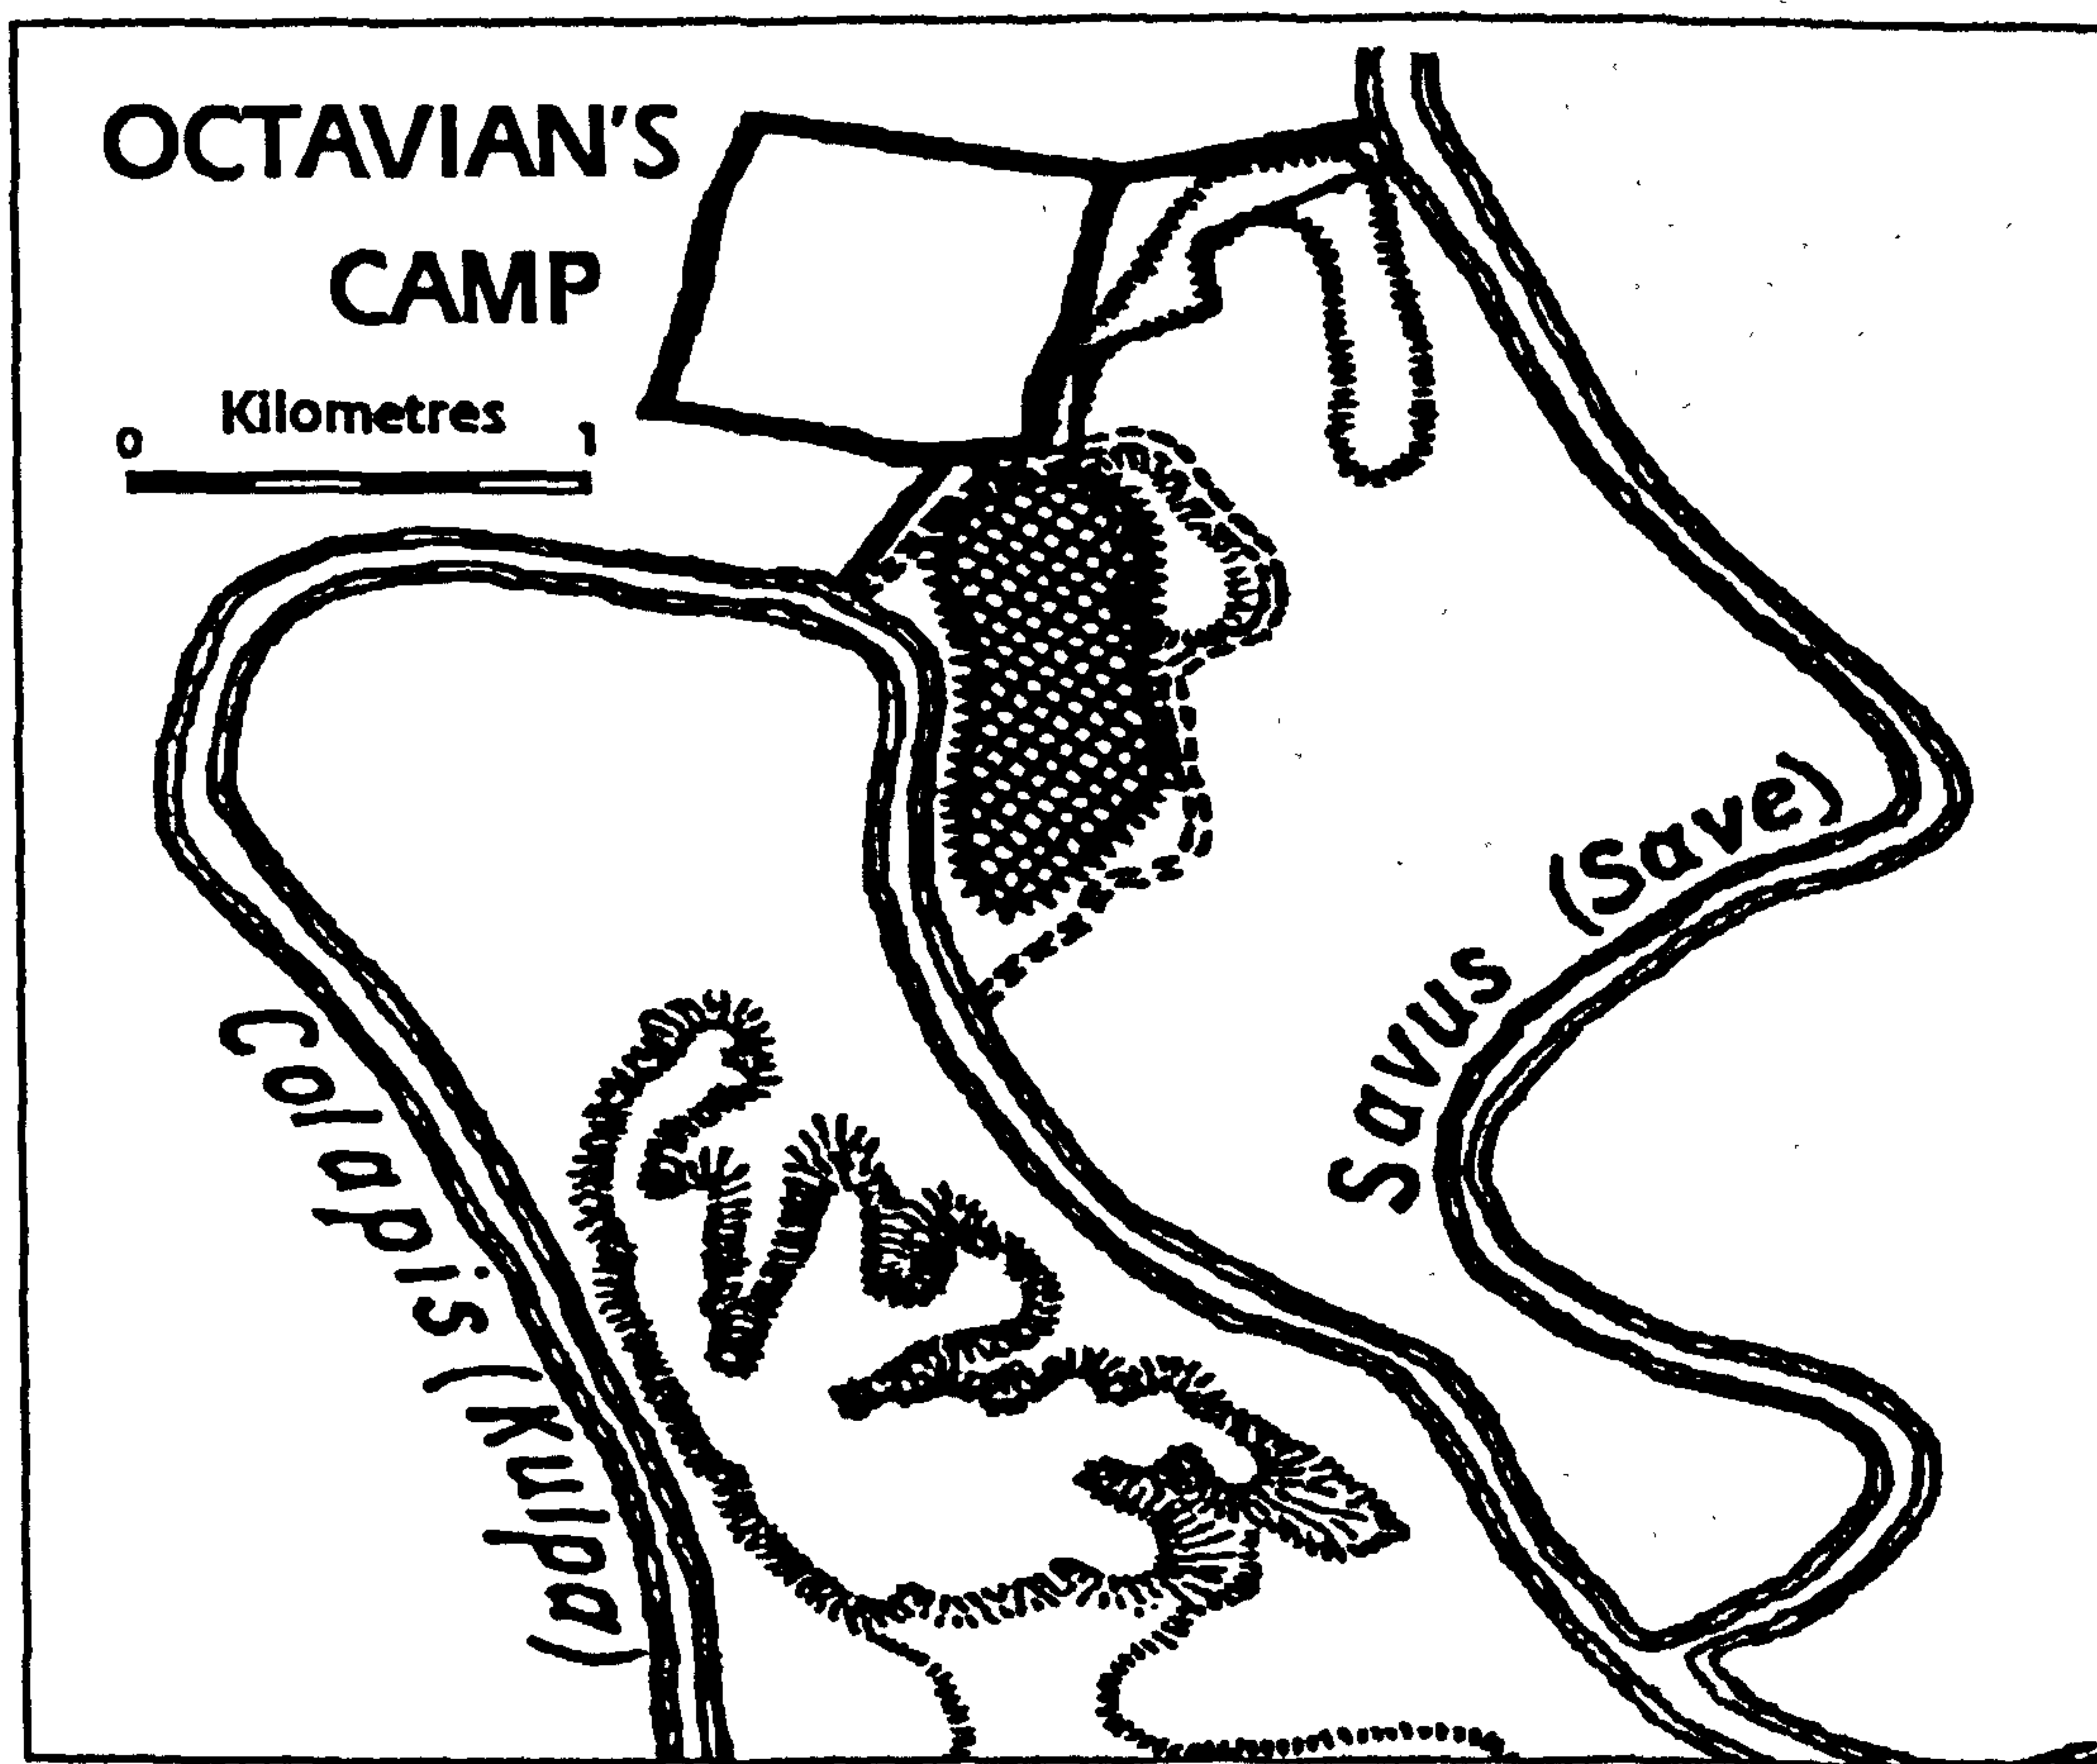 OCTAVIAN'S
CAMP
Kilometres
0 1
Savus (Save)
Colapis (Kulpa)